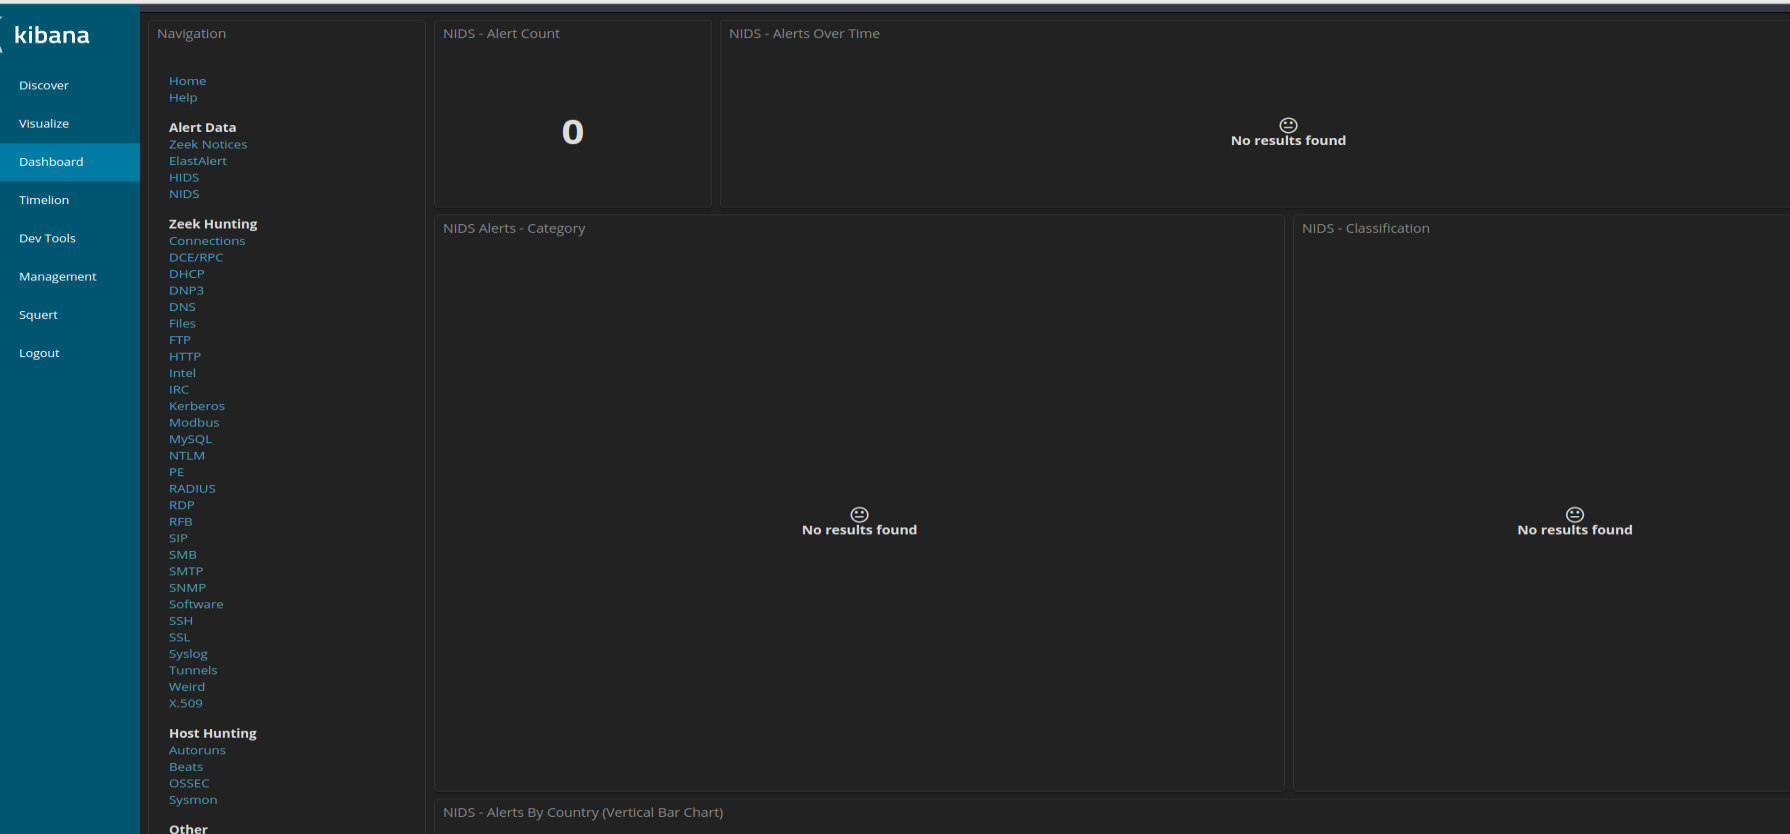 kibana
Discover
Visualize
Dashboard
Timelion
Dev Tools
Management
Squert
Logout
Navigation
Home
Help
Alert Data
Zeek Notices
ElastAlert
HIDS
NIDS
Zeek Hunting
Connections
DCE/RPC
DHCP
DNP3
DNS
Files
FTP
HTTP
Intel
IRC
Kerberos
Modbus
MySQL
NTLM
PE
RADIUS
RDP
RFB
SIP
SMB
SMTP
SNMP
Software
SSH
SSL
Syslog
Tunnels
Weird
X.509
Host Hunting
Autoruns
Beats
OSSEC
Sysmon
Other
NIDS - Alert Count
0
NIDS - Alerts Over Time
No results found
NIDS Alerts - Category
No results found
NIDS - Classification
No results found
NIDS - Alerts By Country (Vertical Bar Chart)